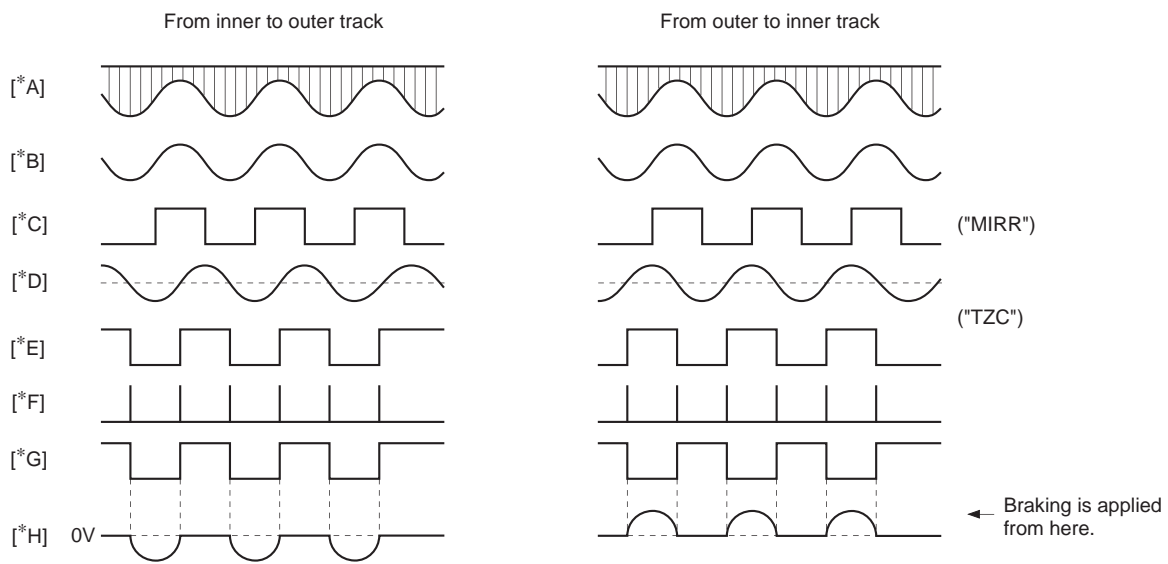 From inner to outer track
From outer to inner track
[*A]
[*B]
[*C]
("MIRR")
[*D]
("TZC")
[*E]
[*F]
[*G]
[*H]
0V
Braking is applied
from here.